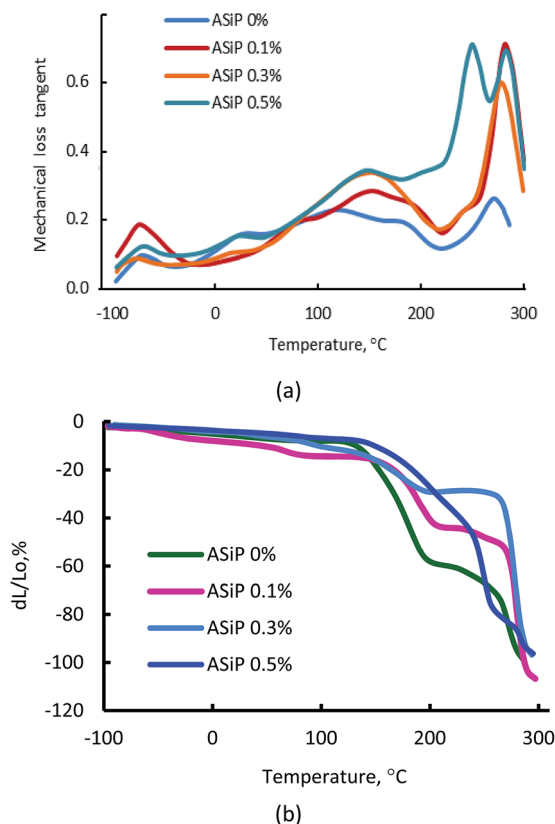 ASiP 0%
ASiP 0.1%
ASiP 0.3%
ASiP 0.5%
Mechanical loss tangent
0.6
0.4
0.2
0.0
-100 0 100 200 300
Temperature, °C
(a)
0
-20
-40
-60
-80
-100
-120
dL/Lo,%
ASiP 0%
ASiP 0.1%
ASiP 0.3%
ASiP 0.5%
-100 0 100 200 300
Temperature, °C
(b)